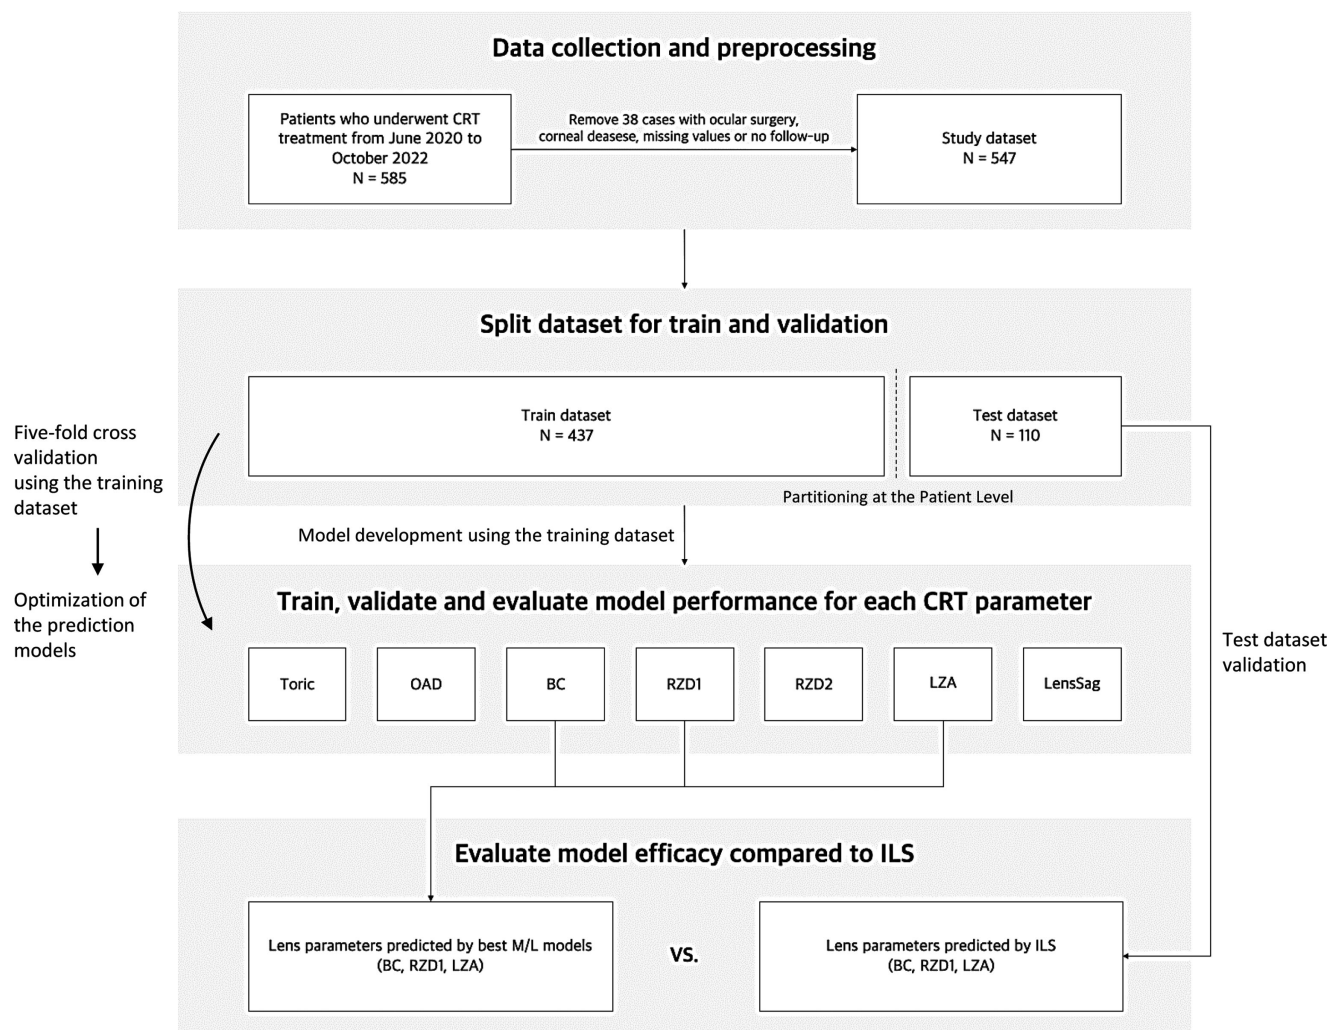 Data collection and preprocessing
Patients who underwent CRT
treatment from June 2020 to
October 2022
N = 585
Remove 38 cases with ocular surgery,
corneal deasese, missing values or no follow-up
Study dataset
N = 547
Split dataset for train and validation
Train dataset
N = 437
Test dataset
N = 110
Partitioning at the Patient Level
Five-fold cross
validation
using the training
dataset
Optimization of
the prediction
models
Model development using the training dataset
Train, validate and evaluate model performance for each CRT parameter
Toric
OAD
BC
RZD1
RZD2
LZA
LensSag
Test dataset
validation
Evaluate model efficacy compared to ILS
Lens parameters predicted by best M/L models
(BC, RZD1, LZA)
VS.
Lens parameters predicted by ILS
(BC, RZD1, LZA)